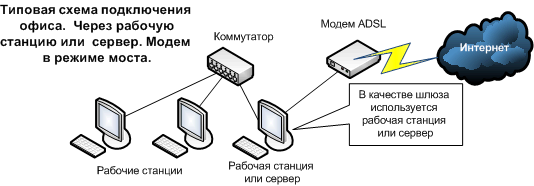 Типовая схема подключения
офиса. Через рабочую
станцию или сервер. Модем
в режиме моста.
Коммутатор
Модем ADSL
Интернет
В качестве шлюза
используется
рабочая станция
или сервер
Рабочие станции
Рабочая станция
или сервер